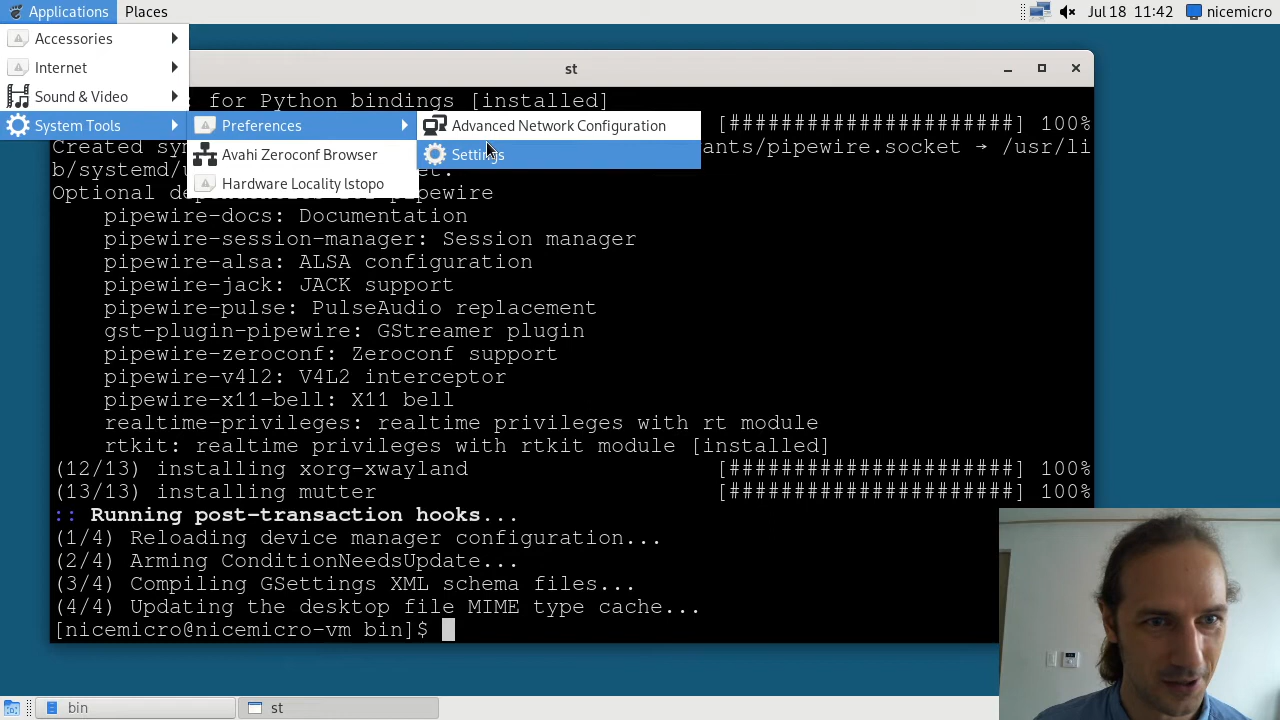 Applications Places Jul 18 11:42 nicemicro
Accessories
Internet
Sound & Video
System Tools
Preferences
Avahi Zeroconf Browser
Hardware Locality lstopo
Advanced Network Configuration
Settings
st
for Python bindings [installed]
[#####################] 100%
Created sy ants/pipewire.socket → /usr/li
b/systemd/u et.
Optional de pipewire
pipewire-docs: Documentation
pipewire-session-manager: Session manager
pipewire-alsa: ALSA configuration
pipewire-jack: JACK support
pipewire-pulse: PulseAudio replacement
gst-plugin-pipewire: GStreamer plugin
pipewire-zeroconf: Zeroconf support
pipewire-v4l2: V4L2 interceptor
pipewire-x11-bell: X11 bell
realtime-privileges: realtime privileges with rt module
rtkit: realtime privileges with rtkit module [installed]
(12/13) installing xorg-xwayland [######################] 100%
(13/13) installing mutter [######################] 100%
:: Running post-transaction hooks...
(1/4) Reloading device manager configuration...
(2/4) Arming ConditionNeedsUpdate...
(3/4) Compiling GSettings XML schema files...
(4/4) Updating the desktop file MIME type cache...
[nicemicro@nicemicro-vm bin]$
bin st